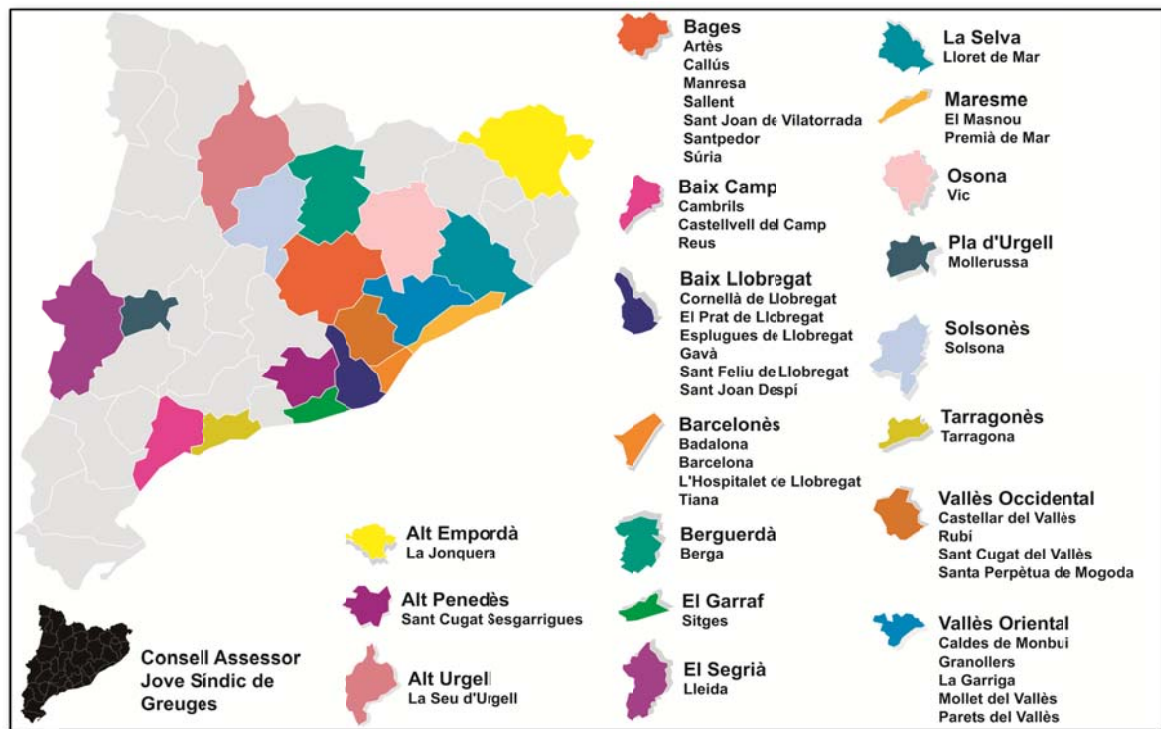 Bages
Artès
Callús
Manresa
Sallent
Sant Joan de Vilatorrada
Santpedor
Súria
Baix Camp
Cambrils
Castellvell del Camp
Reus
Baix Llobregat
Cornellà de Llobregat
El Prat de Llobregat
Esplugues de Llobregat
Gavà
Sant Feliu de Llobregat
Sant Joan Despí
Barcelonès
Badalona
Barcelona
L'Hospitalet de Llobregat
Tiana
Berguerdà
Berga
El Garraf
Sitges
El Segrià
Lleida
La Selva
Lloret de Mar
Maresme
El Masnou
Premià de Mar
Osona
Vic
Pla d'Urgell
Mollerussa
Solsonès
Solsona
Tarragonès
Tarragona
Vallès Occidental
Castellar del Vallès
Rubí
Sant Cugat del Vallès
Santa Perpètua de Mogoda
Vallès Oriental
Caldes de Monbui
Granollers
La Garriga
Mollet del Vallès
Parets del Vallès
Alt Empordà
La Jonquera
Alt Penedès
Sant Cugat Sesgarrigues
Alt Urgell
La Seu d'Urgell
Consell Assessor
Jove Síndic de
Greuges